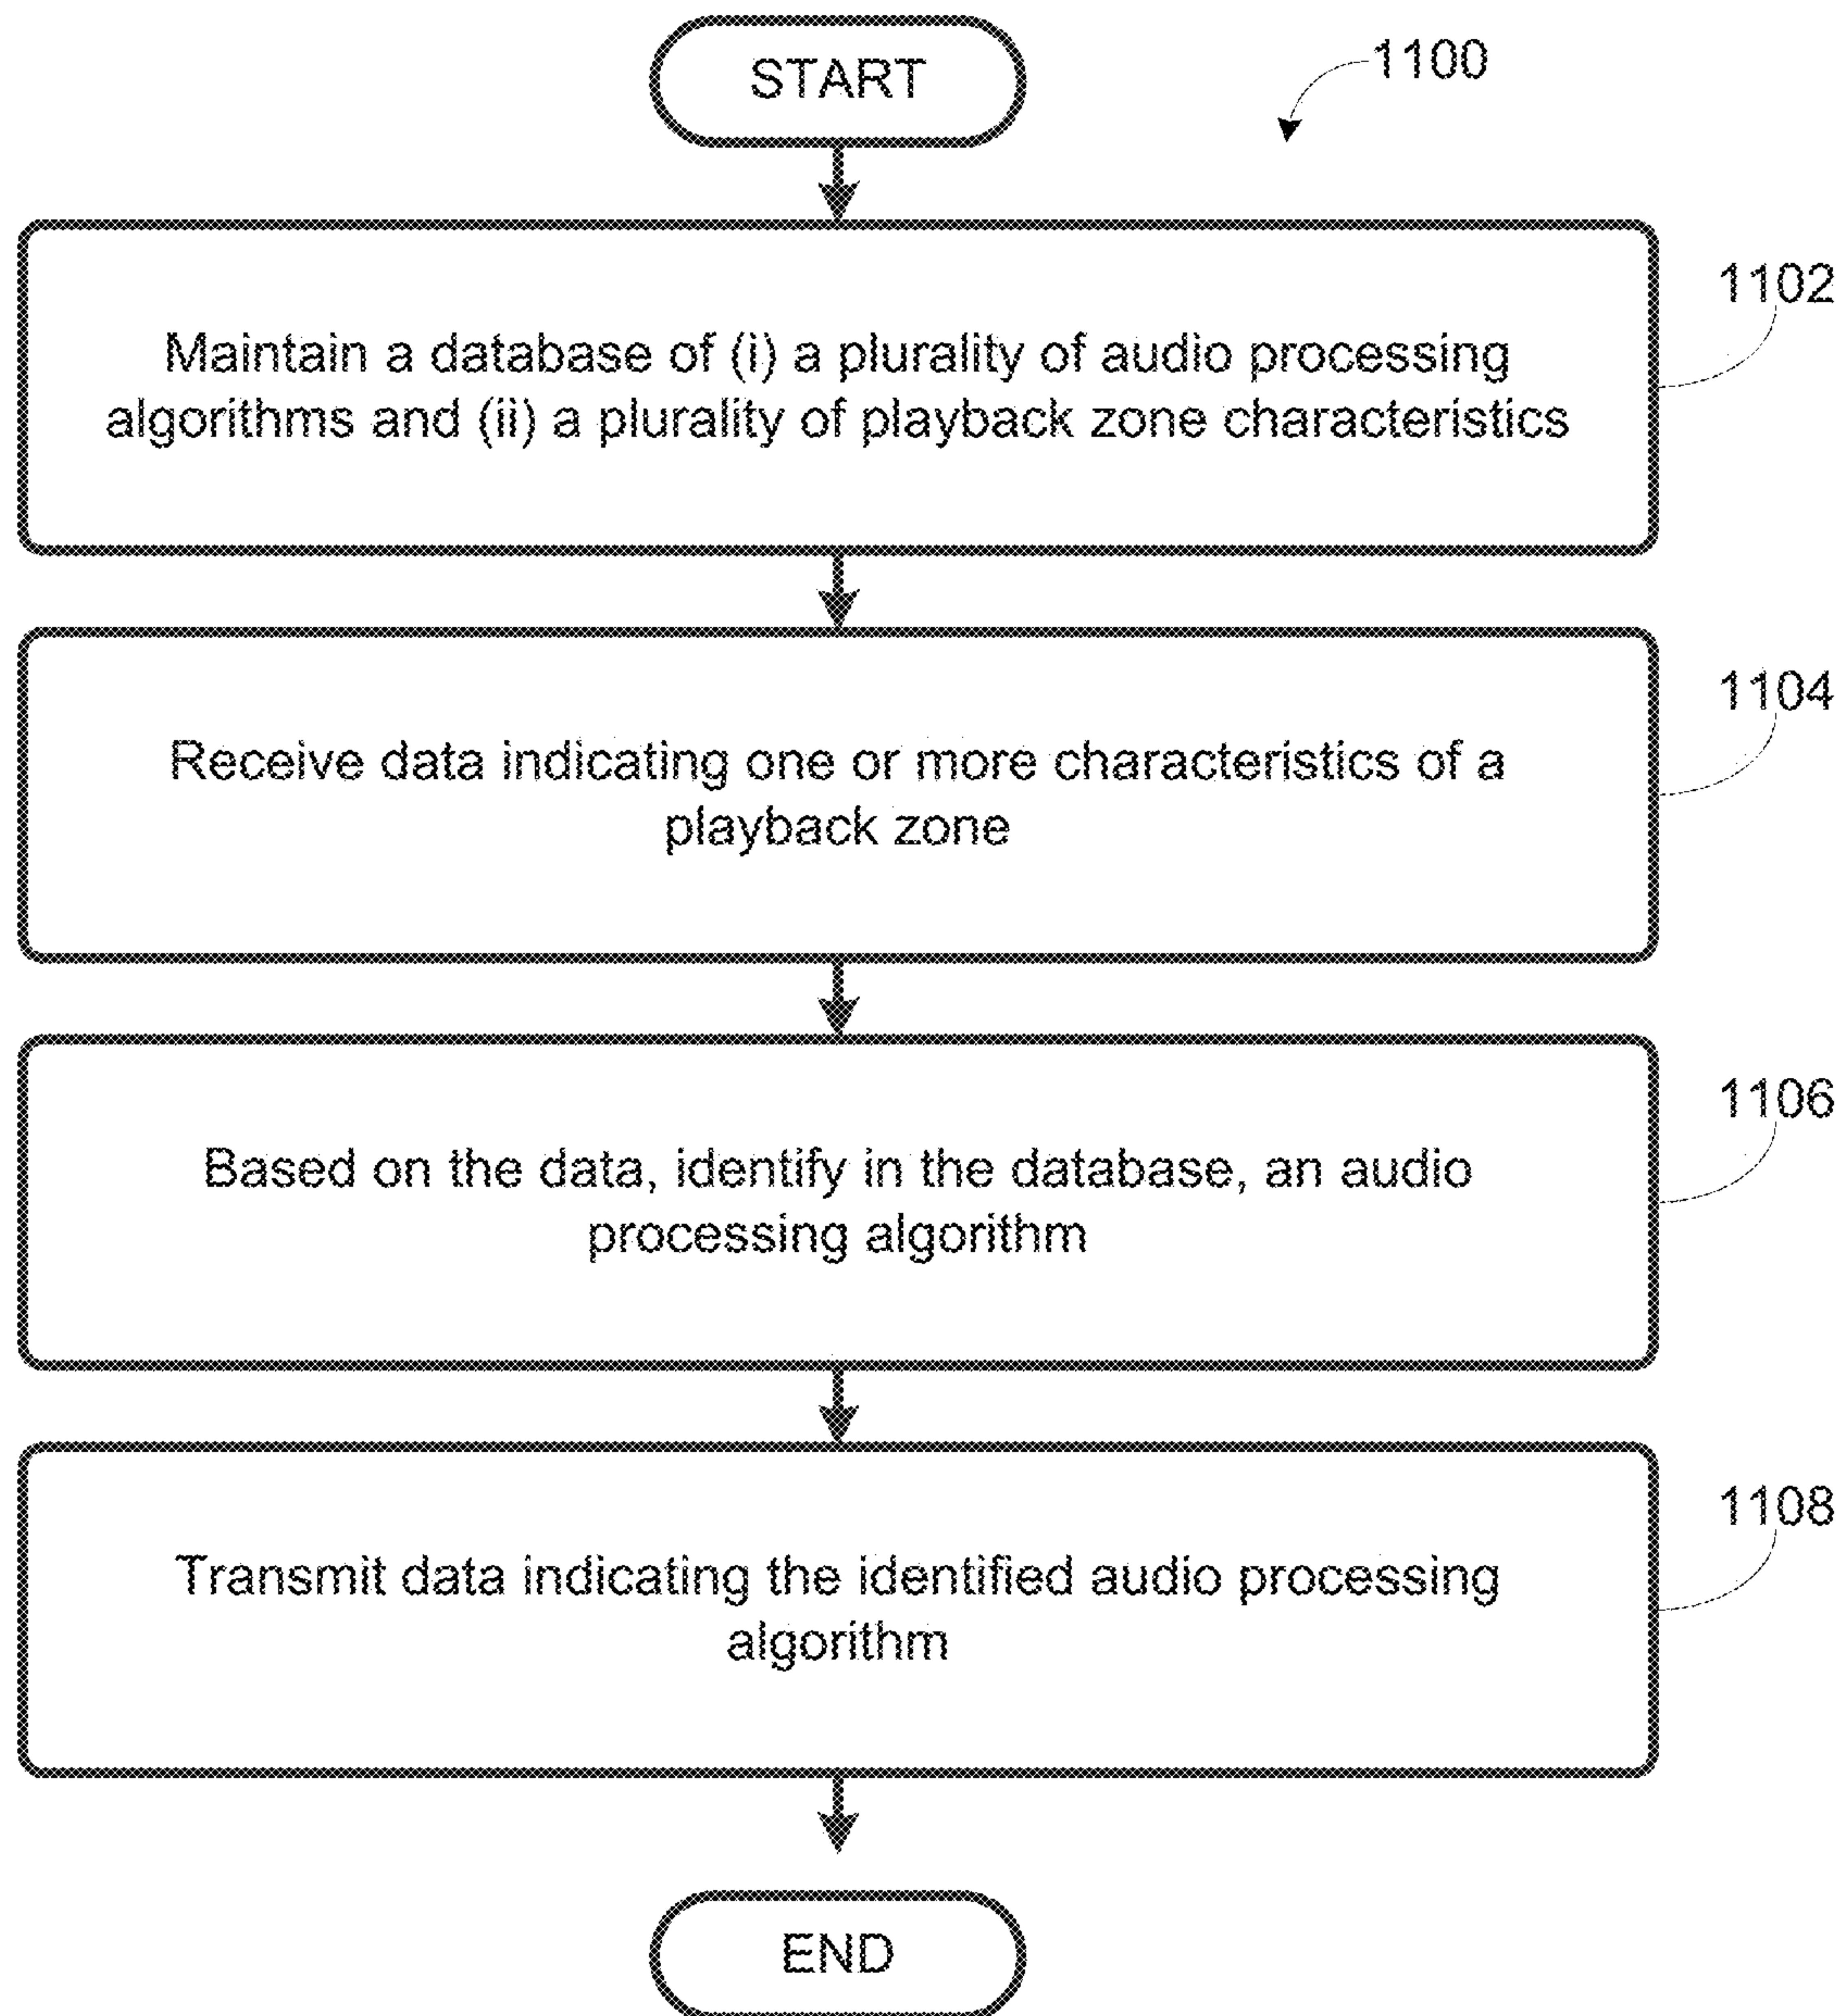 START
1100
1102
Maintain a database of (i) a plurality of audio processing
algorithms and (ii) a plurality of playback zone characteristics
1104
Receive data indicating one or more characteristics of a
playback zone
1106
Based on the data, identify in the database, an audio
processing algorithm
1108
Transmit data indicating the identified audio processing
algorithm
END